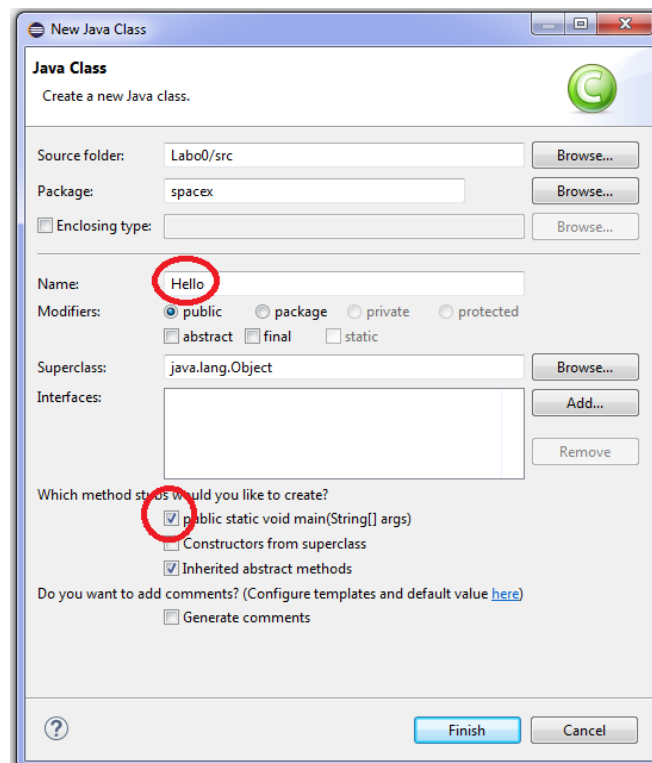 New Java Class
Java Class
Create a new Java class.
Source folder: Labo0/src Browse...
Package: spacex Browse...
Enclosing type: Browse...
Name: Hello
Modifiers: public package private protected
abstract final static
Superclass: java.lang.Object Browse...
Interfaces: Add...
Remove
Which method stubs would you like to create?
public static void main(String[] args)
Constructors from superclass
Inherited abstract methods
Do you want to add comments? (Configure templates and default value here)
Generate comments
? Finish Cancel